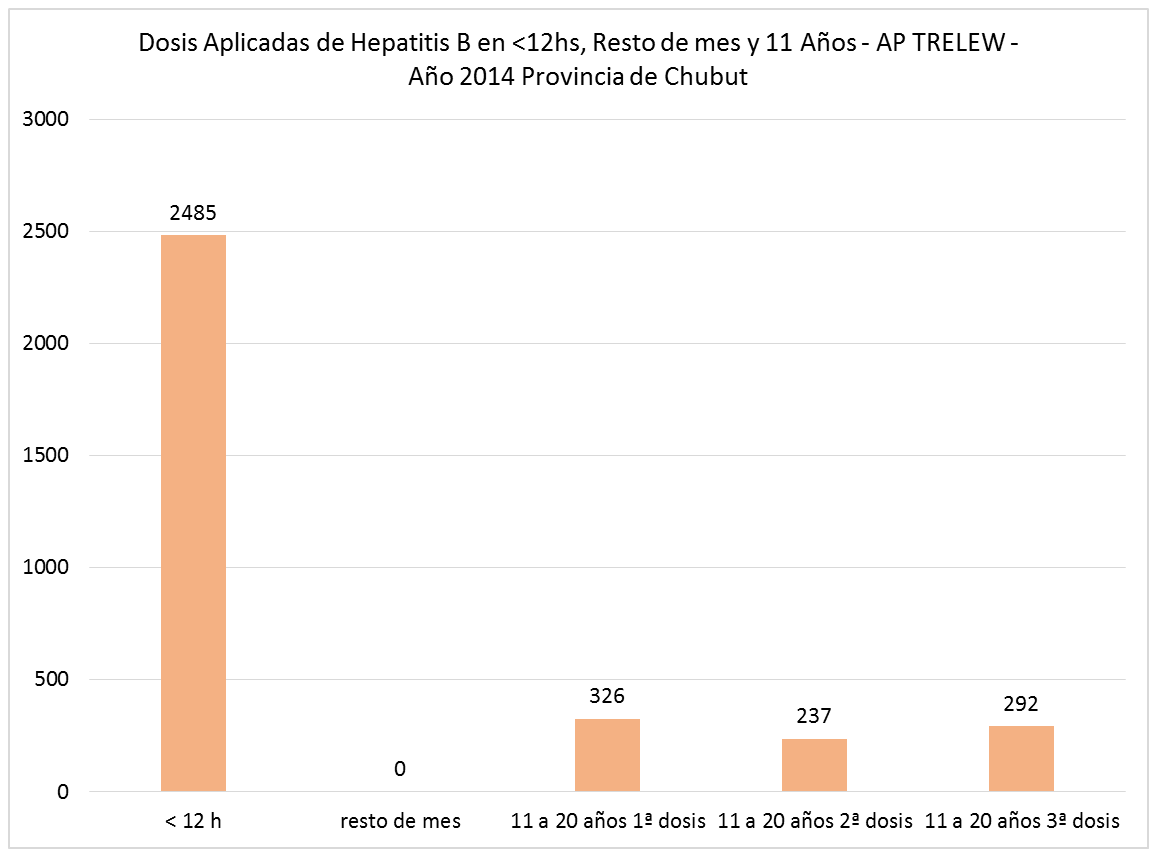 Dosis Aplicadas de Hepatitis B en <12hs, Resto de mes y 11 Años - AP TRELEW -
Año 2014 Provincia de Chubut
3000
2500
2000
1500
1000
500
0
2485
0
326
237
292
< 12 h
resto de mes
11 a 20 años 1ª dosis
11 a 20 años 2ª dosis
11 a 20 años 3ª dosis